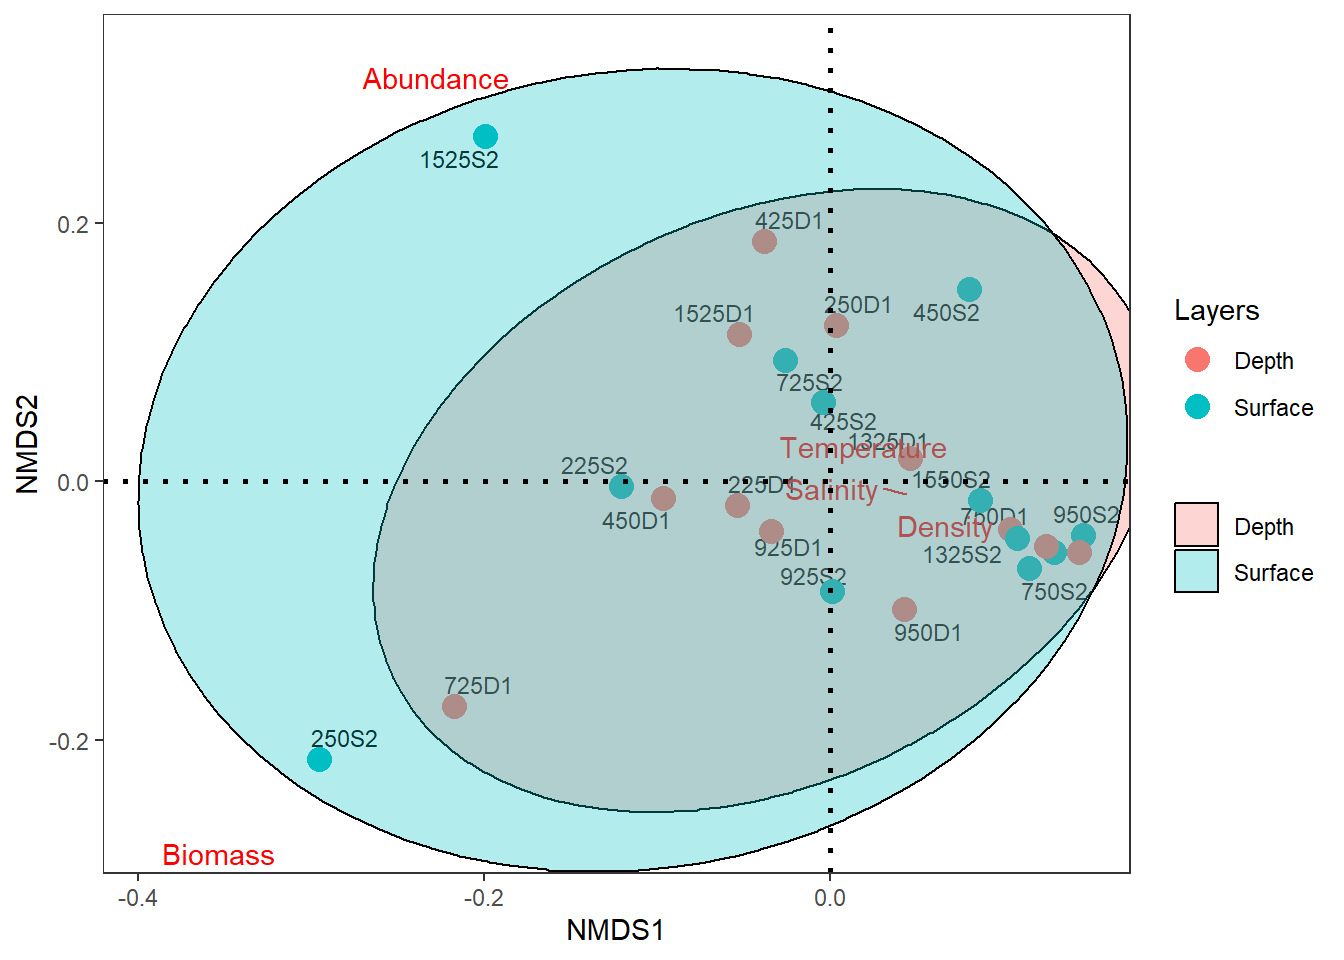 Abundance
1525S2
0.2
425D1
250D1
1525D1
450S2
725S2
425S2
1325D1
Temperature
225S2
1550S2
0.0
225D1
Salinity
450D1
750D1
950S2
Density
925D1
1325S2
925S2
750S2
950D1
725D1
-0.2
250S2
Biomass
-0.4
-0.2
0.0
NMDS1
NMDS2
Layers
Depth
Surface
Depth
Surface